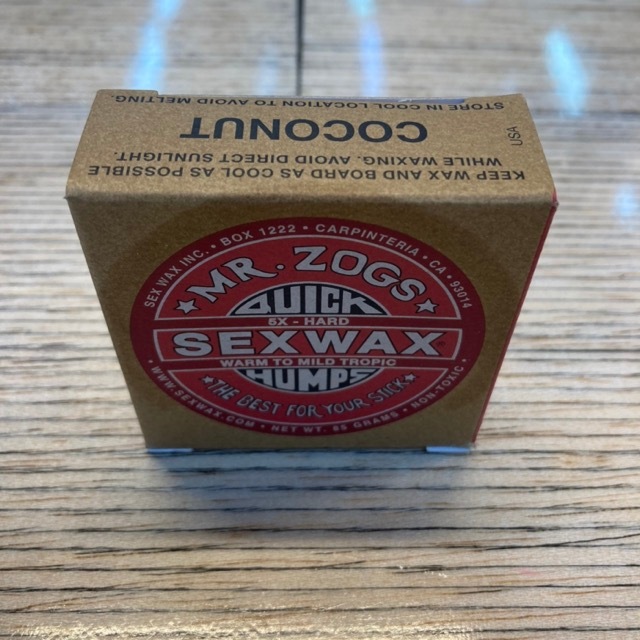 STORE IN COOL LOCATION TO AVOID MELTING.
COCONUT
WHILE WAXING. AVOID DIRECT SUNLIGHT.
KEEP WAX AND BOARD AS COOL AS POSSIBLE
USA
SEX WAX INC. • BOX 1222 • CARPINTERIA • CA • 93014
★ MR. ZOGS ★
QUICK
5X - HARD
SEXWAX®
WARM TO MILD TROPIC
HUMPS
★ THE BEST FOR YOUR STICK ★
• WWW.SEXWAX.COM • NET WT. 85 GRAMS • NON-TOXIC •